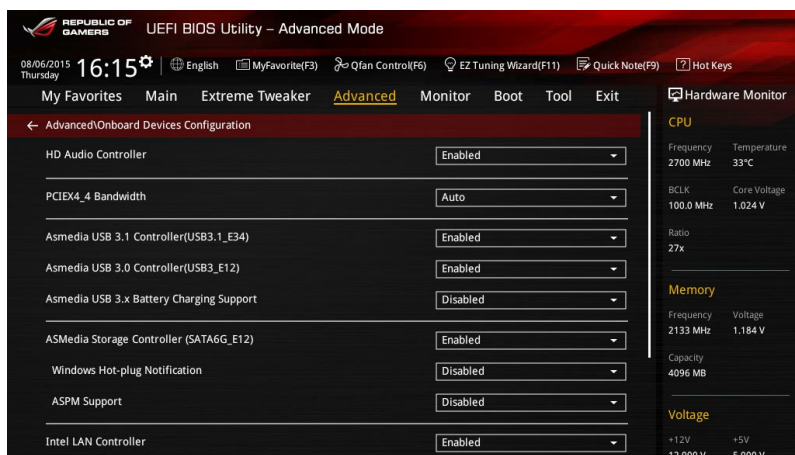 REPUBLIC OF
GAMERS
UEFI BIOS Utility – Advanced Mode
08/06/2015
Thursday
16:15
English
MyFavorite(F3)
Qfan Control(F6)
EZ Tuning Wizard(F11)
Quick Note(F9)
? Hot Keys
My Favorites Main Extreme Tweaker Advanced Monitor Boot Tool Exit
Hardware Monitor
← Advanced\Onboard Devices Configuration
HD Audio Controller Enabled
PCIEX4_4 Bandwidth Auto
Asmedia USB 3.1 Controller(USB3.1_E34) Enabled
Asmedia USB 3.0 Controller(USB3_E12) Enabled
Asmedia USB 3.x Battery Charging Support Disabled
ASMedia Storage Controller (SATA6G_E12) Enabled
Windows Hot-plug Notification Disabled
ASPM Support Disabled
Intel LAN Controller Enabled
CPU
Frequency Temperature
2700 MHz 33°C
BCLK Core Voltage
100.0 MHz 1.024 V
Ratio
27x
Memory
Frequency Voltage
2133 MHz 1.184 V
Capacity
4096 MB
Voltage
+12V +5V
12.000 V 5.000 V